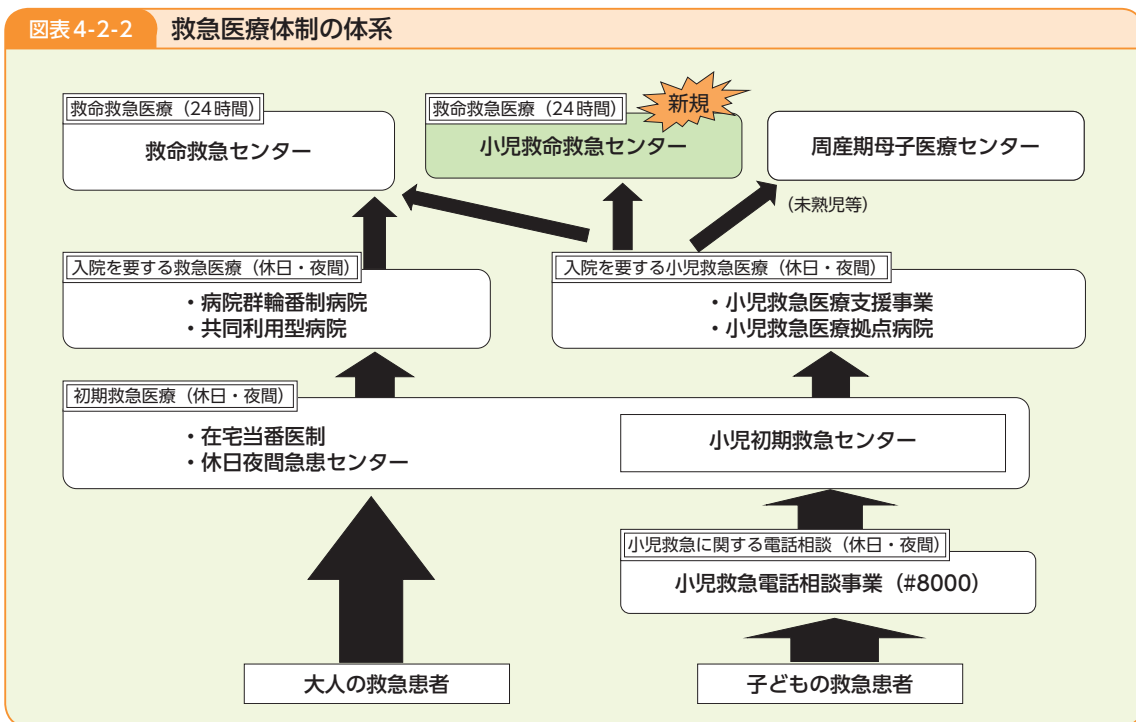 図表4-2-2 救急医療体制の体系
救命救急医療（24時間）
救命救急センター
救命救急医療（24時間）
新規
小児救命救急センター
周産期母子医療センター
（未熟児等）
入院を要する救急医療（休日・夜間）
・病院群輪番制病院
・共同利用型病院
入院を要する小児救急医療（休日・夜間）
・小児救急医療支援事業
・小児救急医療拠点病院
初期救急医療（休日・夜間）
・在宅当番医制
・休日夜間急患センター
小児初期救急センター
小児救急に関する電話相談（休日・夜間）
小児救急電話相談事業（#8000）
大人の救急患者
子どもの救急患者